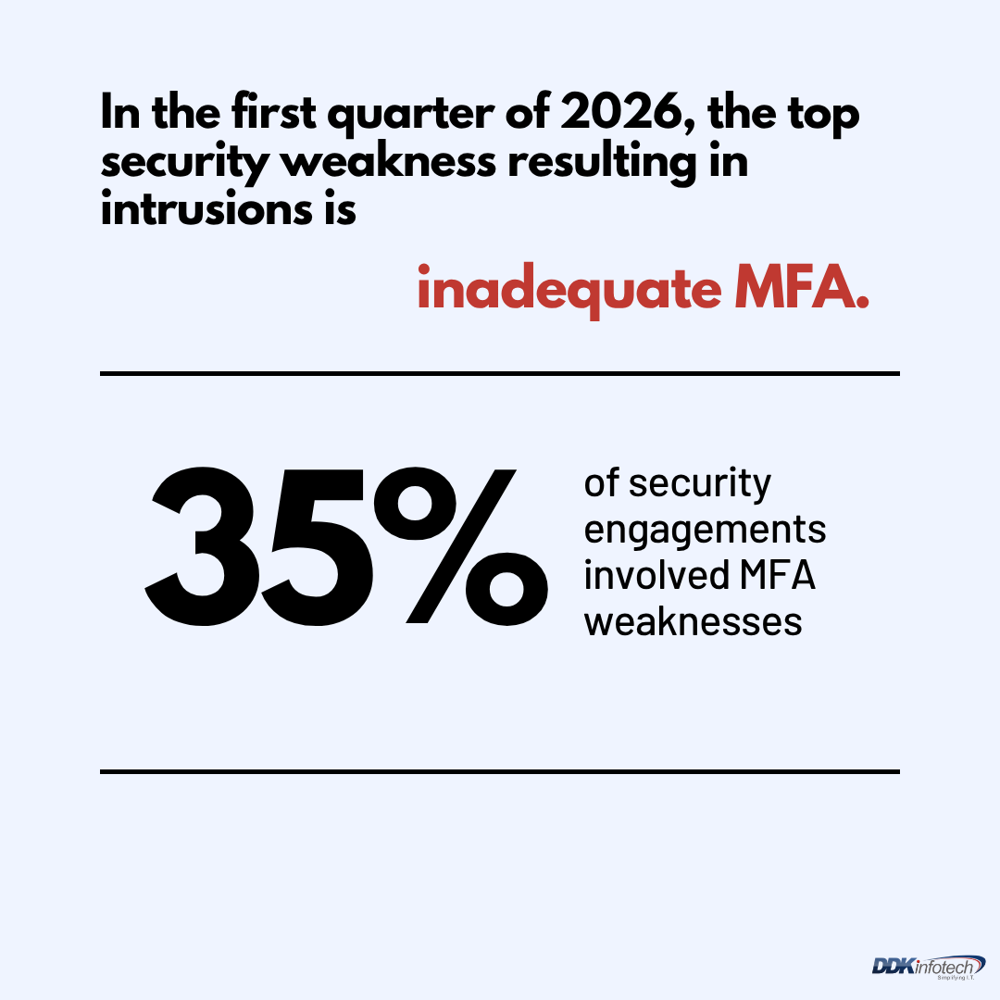 In the first quarter of 2026, the top
security weakness resulting in
intrusions is
inadequate MFA.
35%
of security
engagements
involved MFA
weaknesses
DDKinfotech
Simplifying I.T.